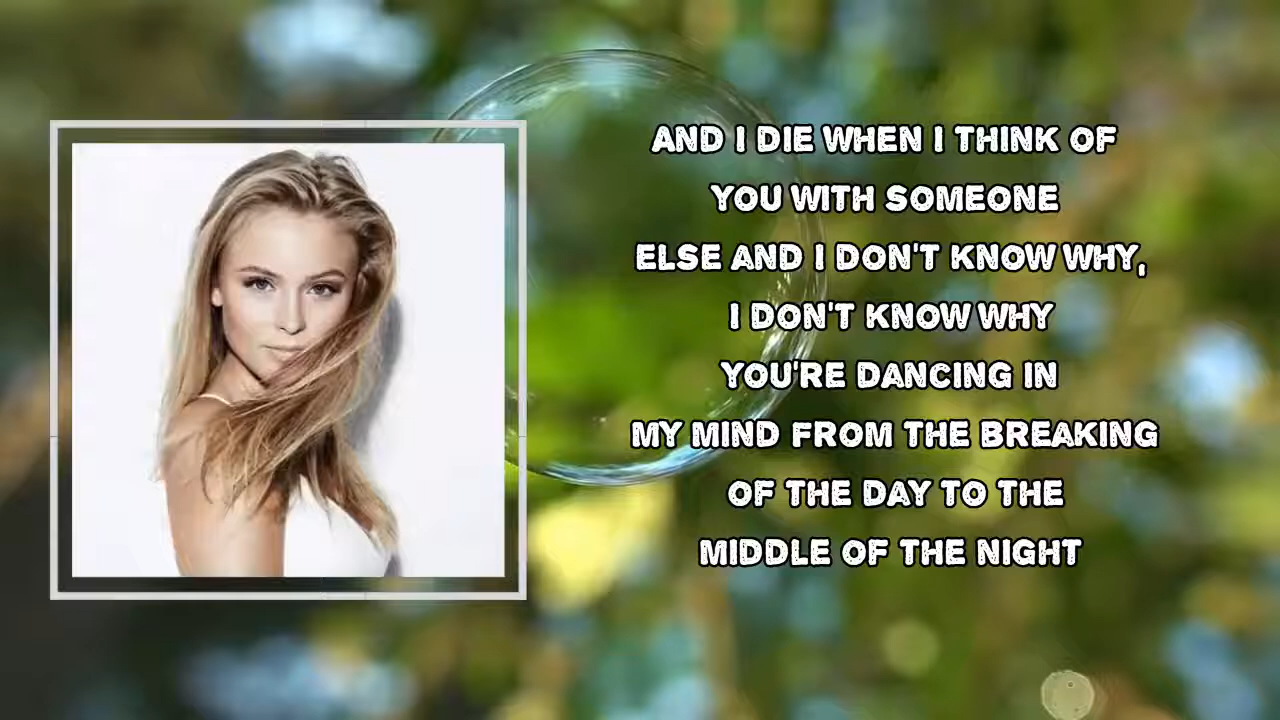 AND I DIE WHEN I THINK OF
YOU WITH SOMEONE
ELSE AND I DON'T KNOW WHY,
I DON'T KNOW WHY
YOU'RE DANCING IN
MY MIND FROM THE BREAKING
OF THE DAY TO THE
MIDDLE OF THE NIGHT